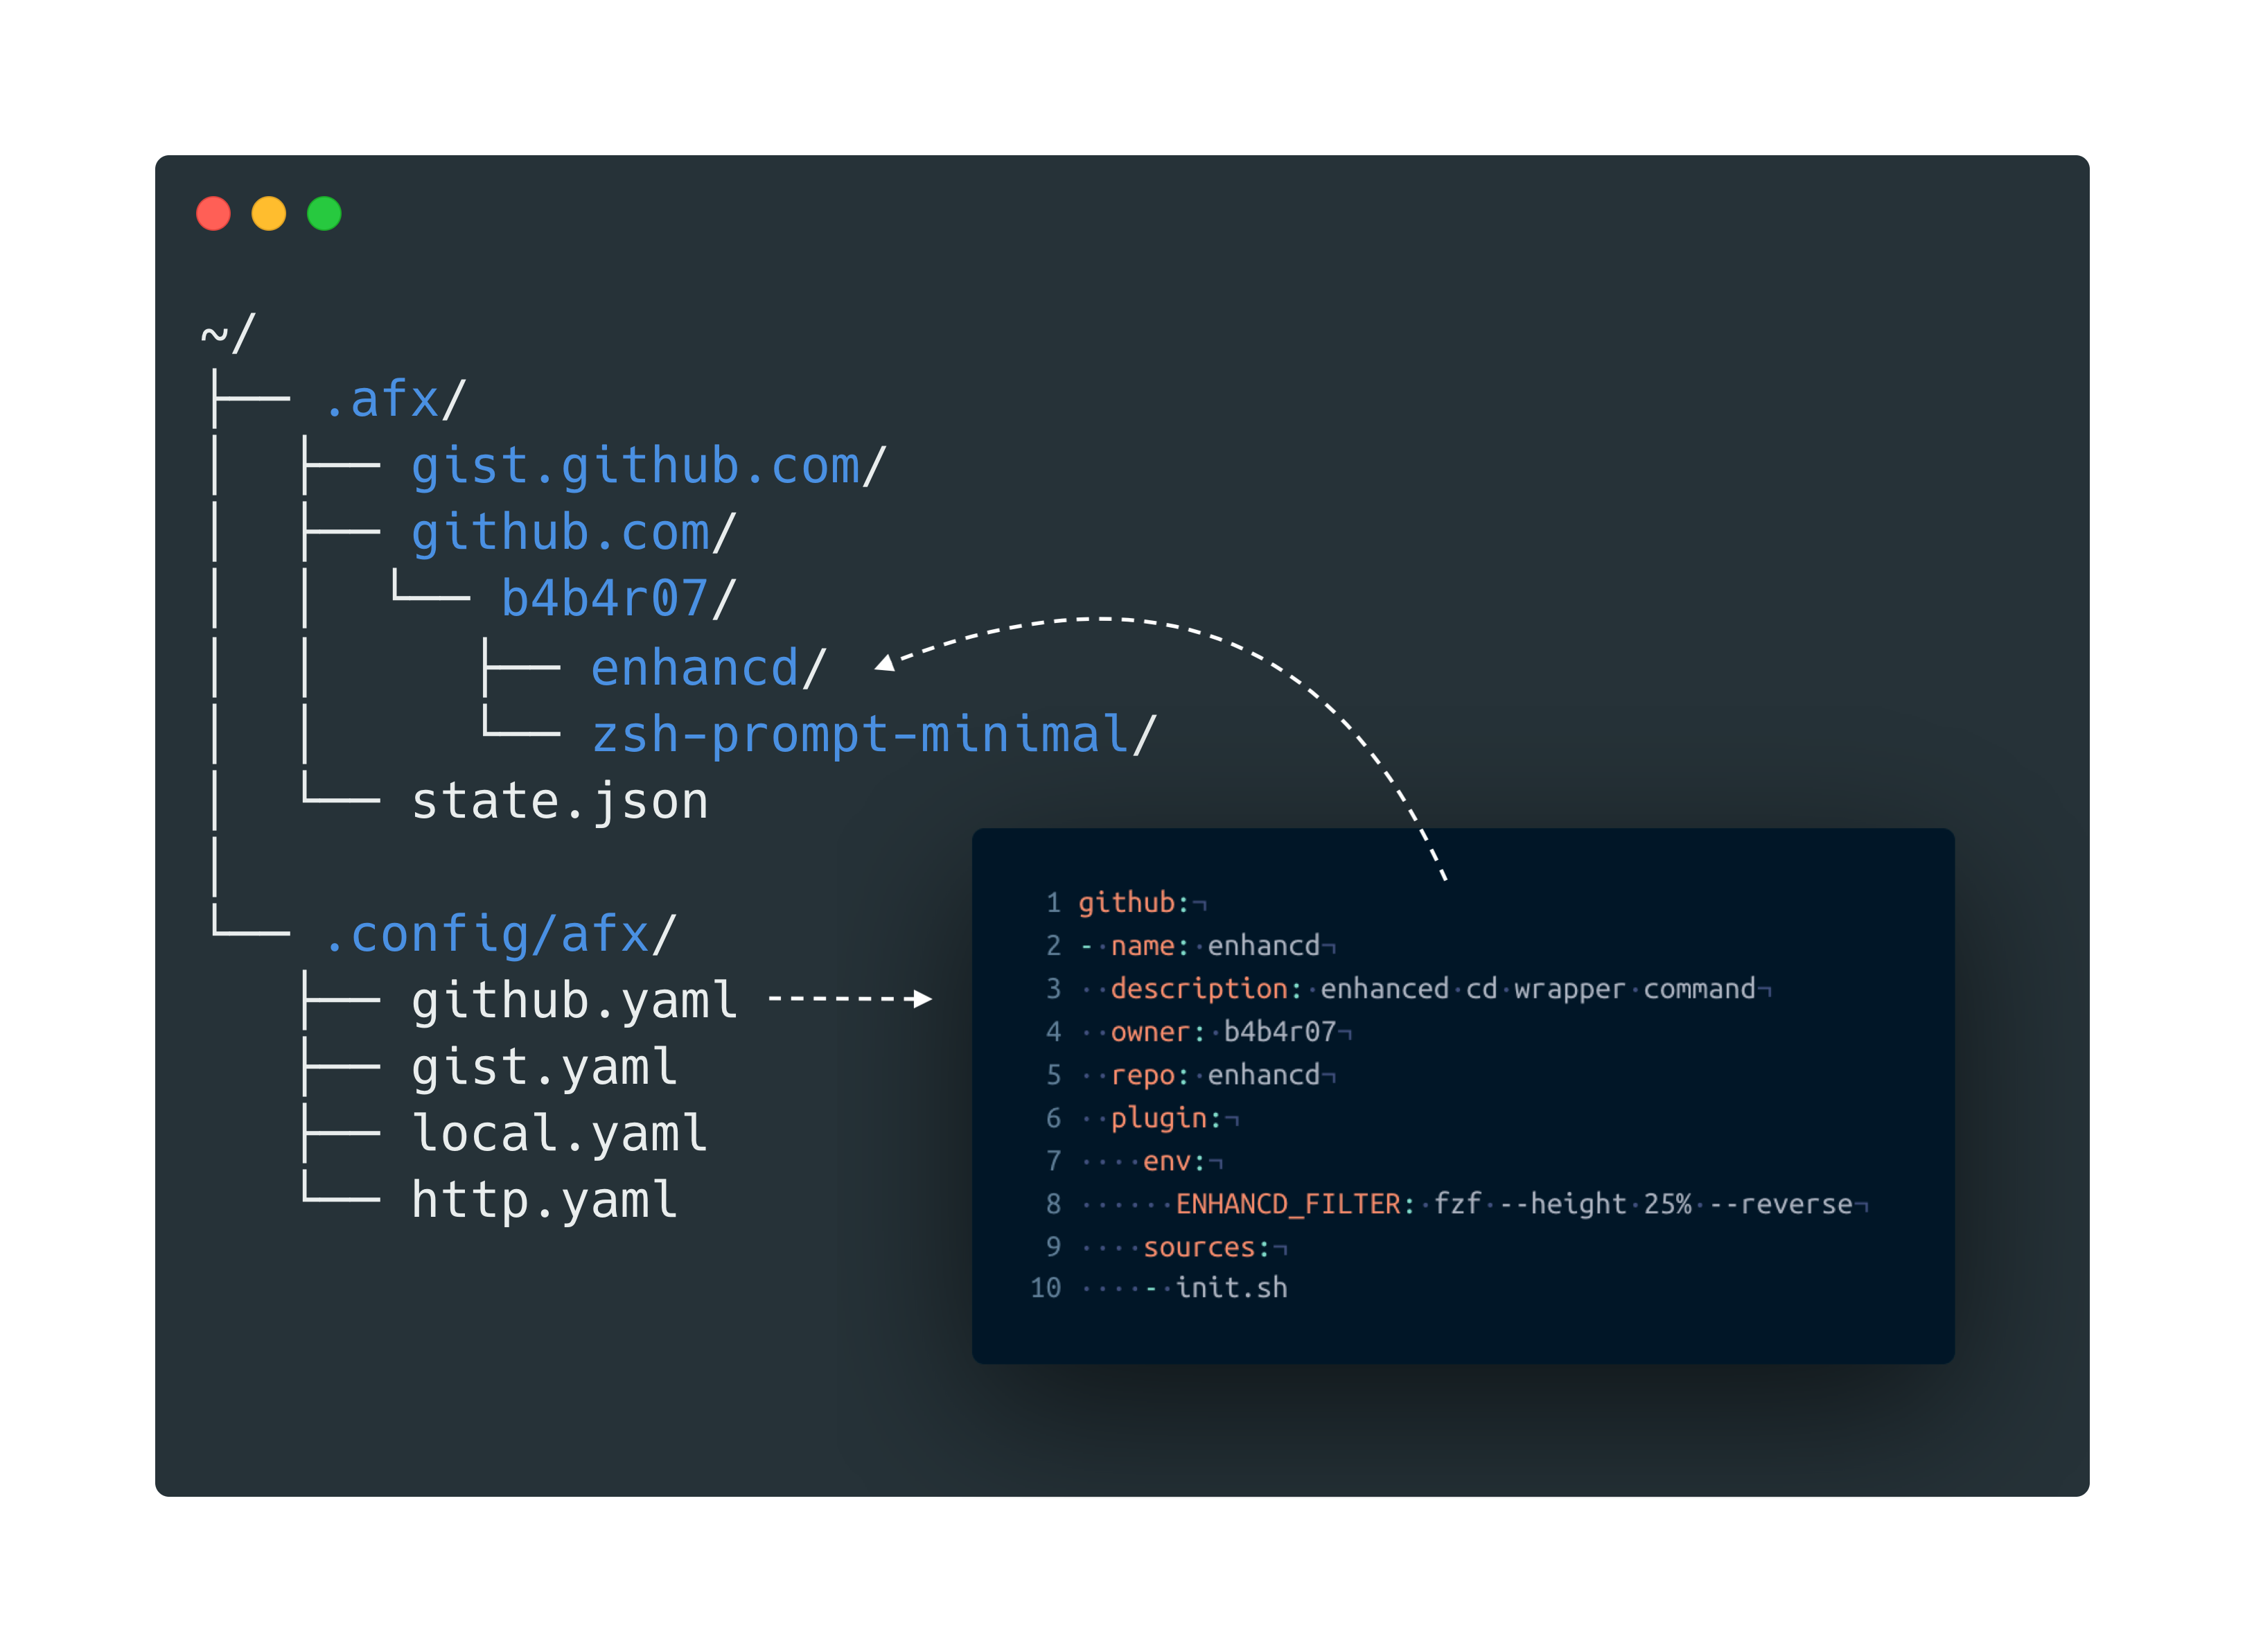 ~/
├── .afx/
│   ├── gist.github.com/
│   ├── github.com/
│   │   └── b4b4r07/
│   │       ├── enhancd/
│   │       └── zsh-prompt-minimal/
│   └── state.json
│
└── .config/afx/
    ├── github.yaml
    ├── gist.yaml
    ├── local.yaml
    └── http.yaml
1 github:¬
2 -·name:·enhancd¬
3 ··description:·enhanced·cd·wrapper·command¬
4 ··owner:·b4b4r07¬
5 ··repo:·enhancd¬
6 ··plugin:¬
7 ····env:¬
8 ······ENHANCD_FILTER:·fzf·--height·25%·--reverse¬
9 ····sources:¬
10 ····-·init.sh